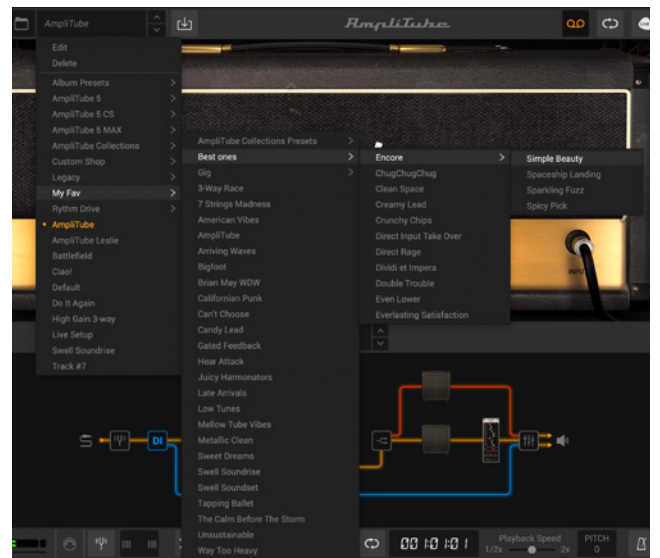 AmpliTube
AmpliTube
Edit
Delete
Album Presets
AmpliTube 5
AmpliTube 5 CS
AmpliTube 5 MAX
AmpliTube Collections
Custom Shop
Legacy
My Fav
Rythm Drive
AmpliTube
AmpliTube Leslie
Battlefield
Ciao!
Default
Do It Again
High Gain 3-way
Live Setup
Swell Soundrise
Track #7
AmpliTube Collections Presets
Best ones
Gig
3-Way Race
7 Strings Madness
American Vibes
AmpliTube
Arriving Waves
Bigfoot
Brian May WDW
Californian Punk
Can't Choose
Candy Lead
Gated Feedback
Hear Attack
Juicy Harmonators
Late Arrivals
Low Tunes
Mellow Tube Vibes
Metallic Clean
Sweet Dreams
Swell Soundrise
Swell Soundset
Tapping Ballet
The Calm Before The Storm
Unsustainable
Way Too Heavy
Encore
ChugChugChug
Clean Space
Creamy Lead
Crunchy Chips
Direct Input Take Over
Direct Rage
Dividi et Impera
Double Trouble
Even Lower
Everlasting Satisfaction
Simple Beauty
Spaceship Landing
Sparkling Fuzz
Spicy Pick
INPUT
DI
00 1:0 1:0 1
Playback Speed
1/2x 2x
PITCH
0